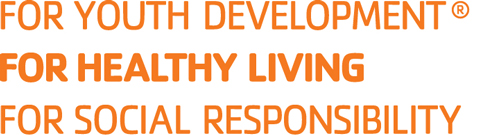 FOR YOUTH DEVELOPMENT®
FOR HEALTHY LIVING
FOR SOCIAL RESPONSIBILITY